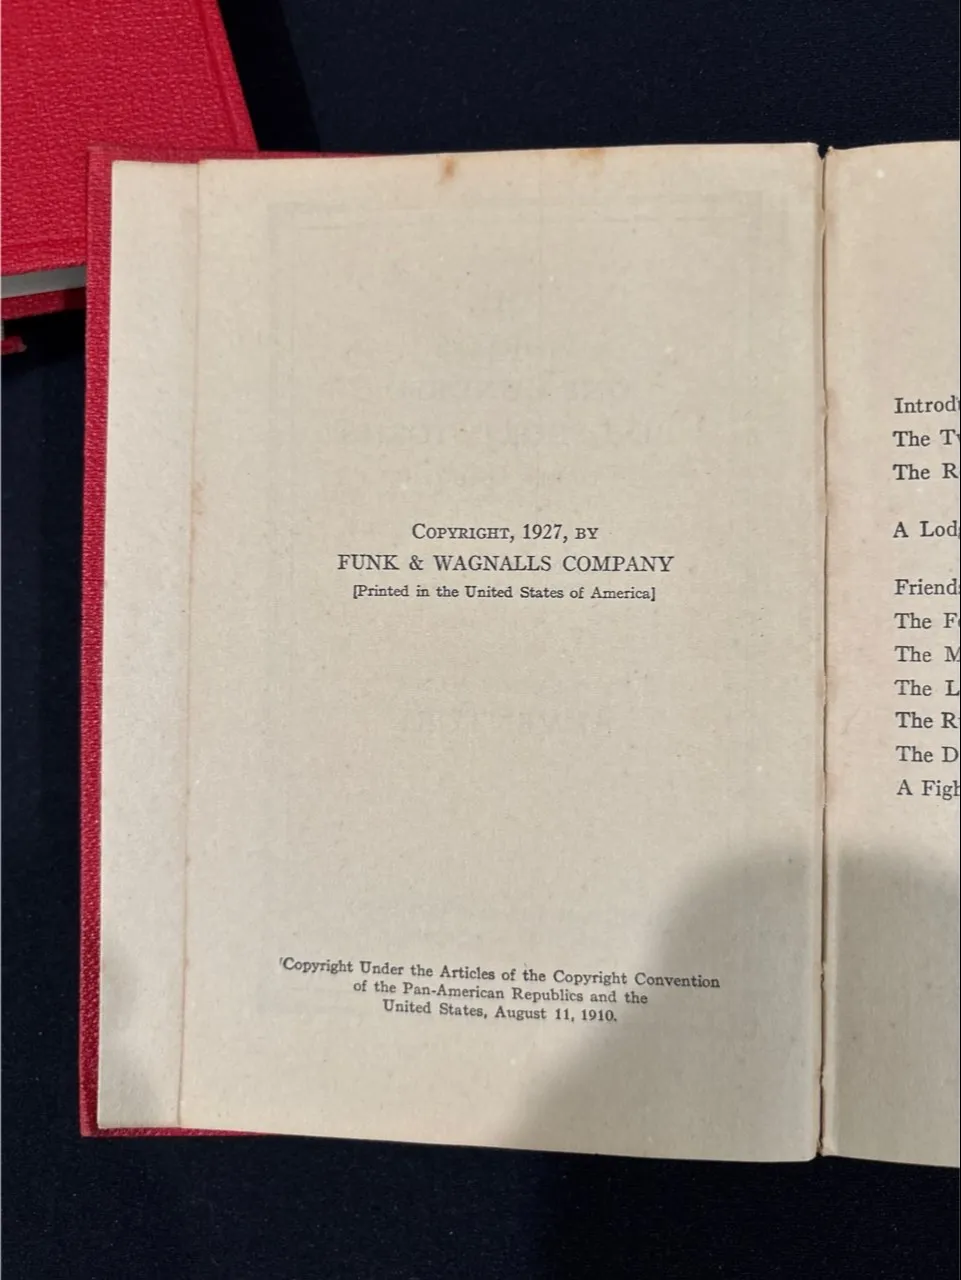 COPYRIGHT, 1927, BY
FUNK & WAGNALLS COMPANY
[Printed in the United States of America]
Copyright Under the Articles of the Copyright Convention
of the Pan-American Republics and the
United States, August 11, 1910.
The
The
A
The
The
The
The
The
A